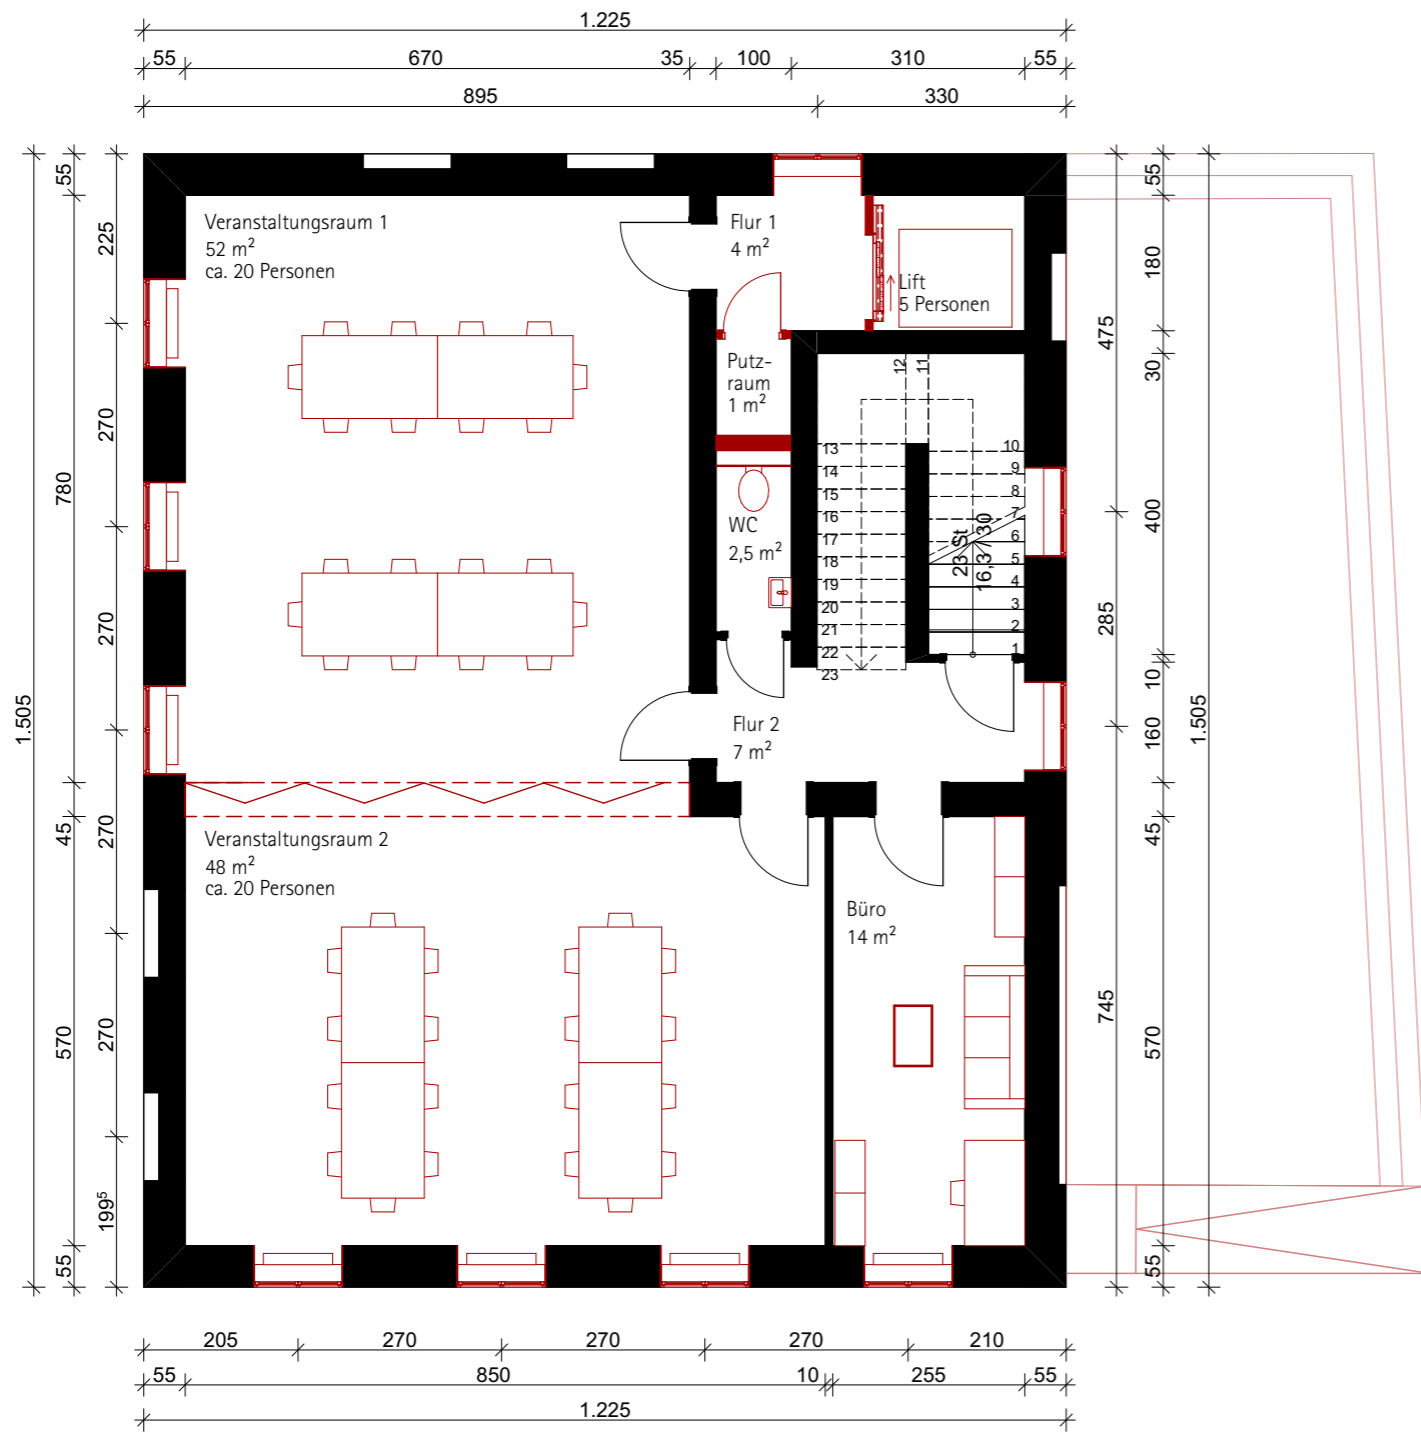 1.225
55 670 35 100 310 55
895 330
Veranstaltungsraum 1
52 m²
ca. 20 Personen
Flur 1
4 m²
Lift
5 Personen
Putz-
raum
1 m²
WC
2,5 m²
Flur 2
7 m²
Veranstaltungsraum 2
48 m²
ca. 20 Personen
Büro
14 m²
12
11
13
14
15
16
17
18
19
20
21
22
23
10
9
8
7
6
5
4
3
2
1
23 St
16,3 / 30
1.505
55
780
45
570
55
225
270
270
270
270
199⁵
475
285
745
55
180
30
400
10
160
45
570
55
1.505
205 270 270 270 210
55 850 10 255 55
1.225